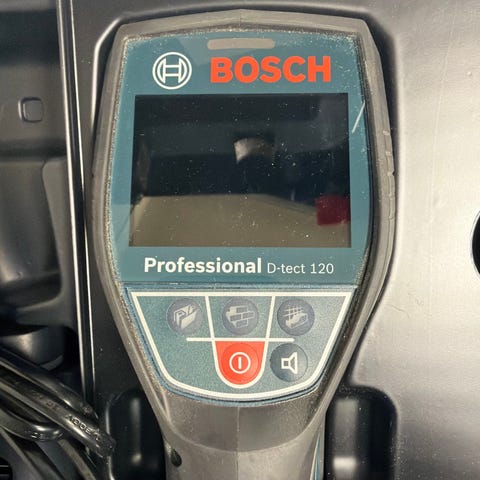 BOSCH
Professional D-tect 120